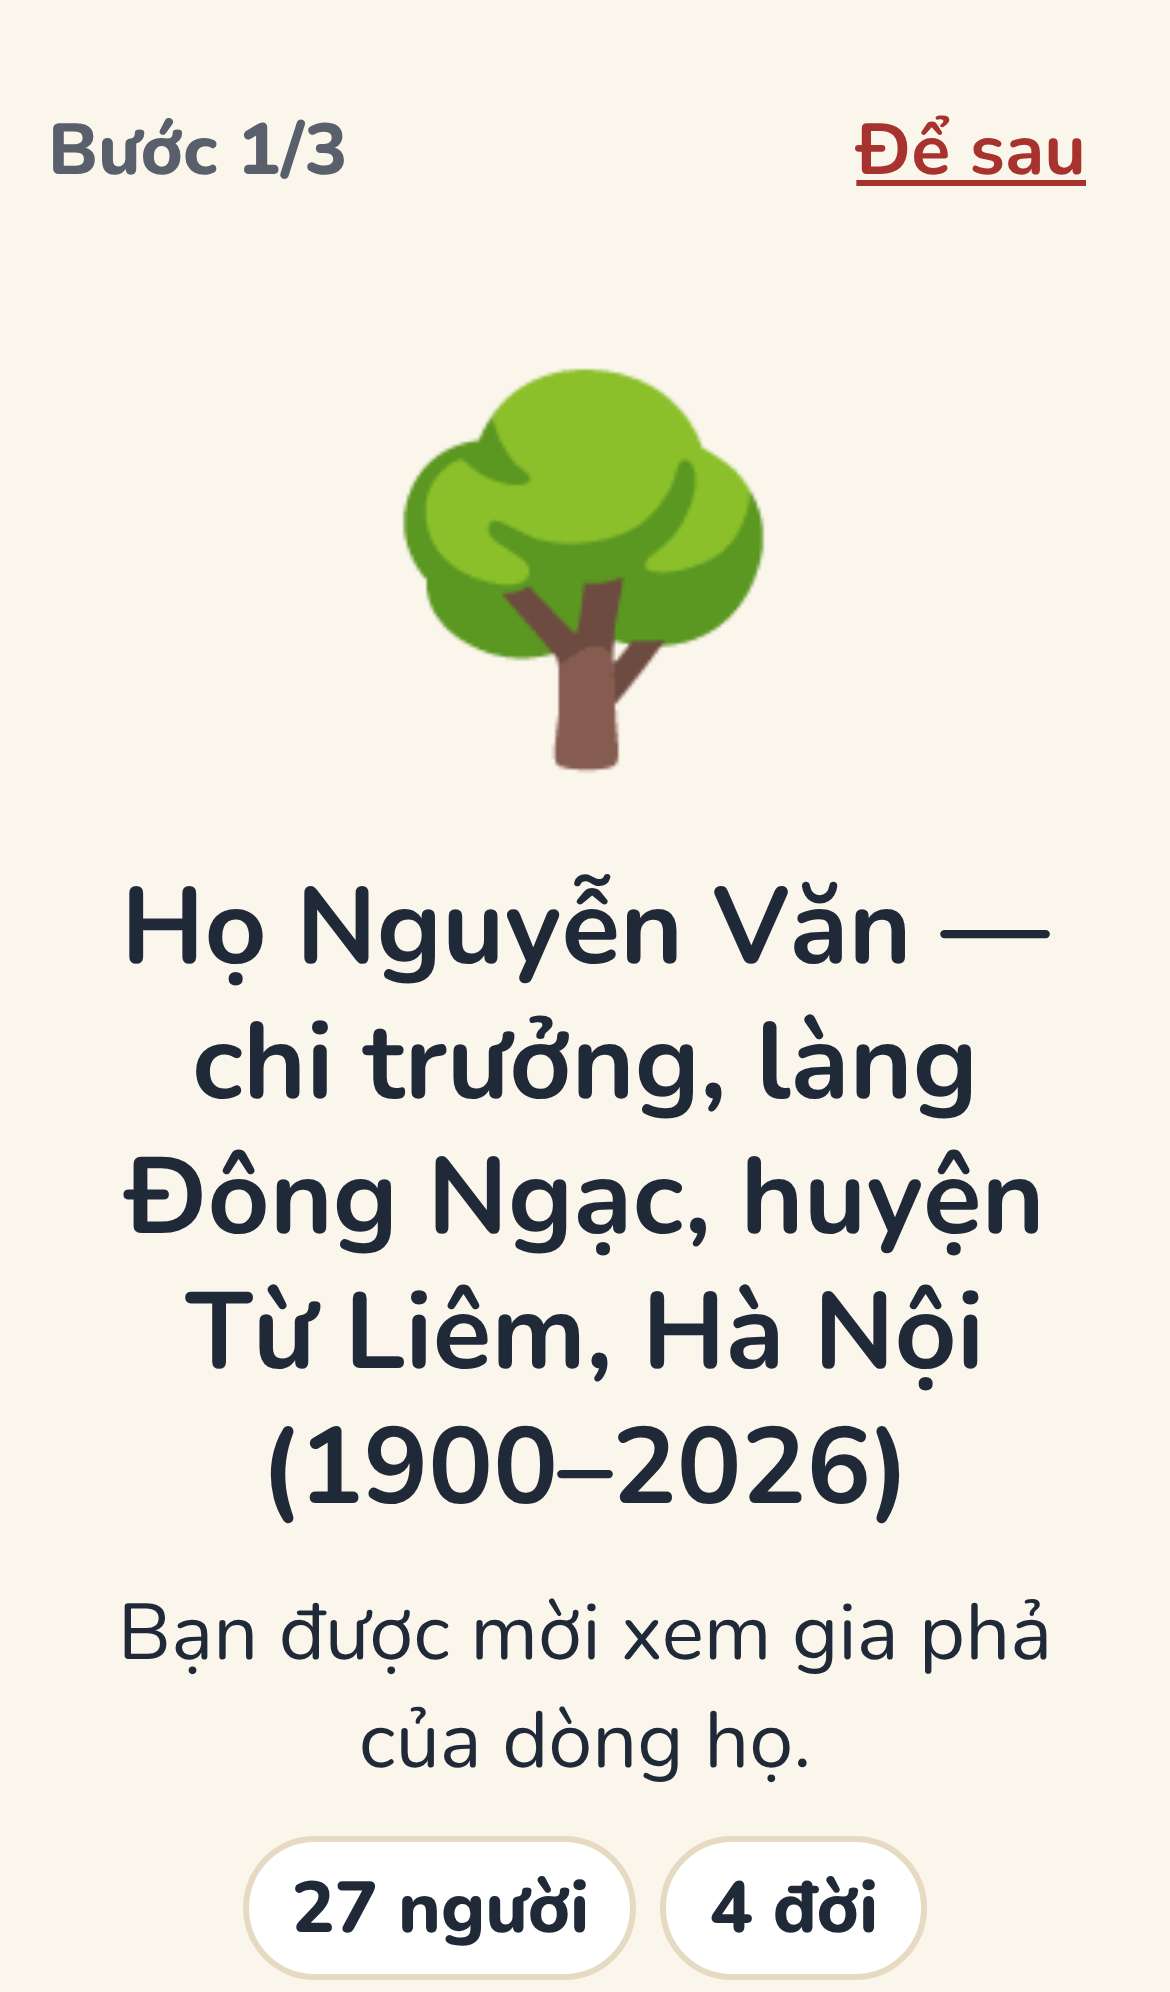 Bước 1/3
Để sau
Họ Nguyễn Văn —
chi trưởng, làng
Đông Ngạc, huyện
Từ Liêm, Hà Nội
(1900–2026)
Bạn được mời xem gia phả
của dòng họ.
27 người
4 đời